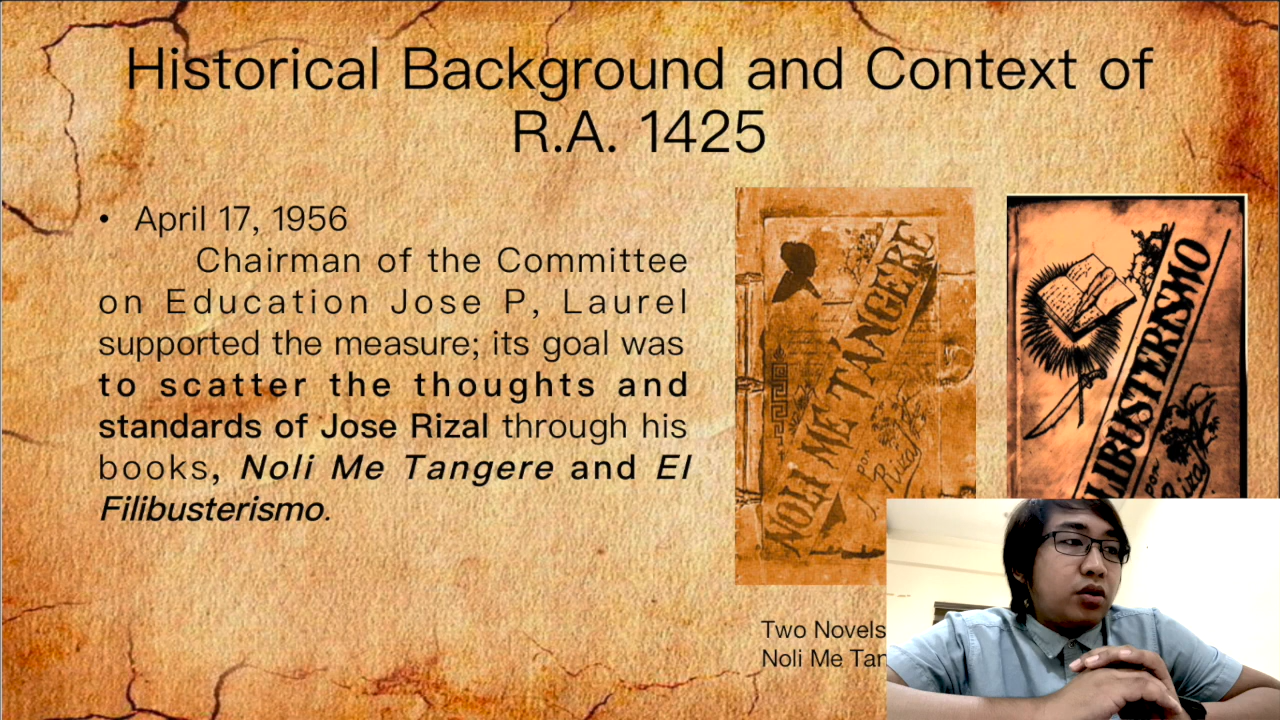 Historical Background and Context of
R.A. 1425
• April 17, 1956
Chairman of the Committee
on Education Jose P, Laurel
supported the measure; its goal was
to scatter the thoughts and
standards of Jose Rizal through his
books, Noli Me Tangere and El
Filibusterismo.
NOLI ME TANGERE
por
Rizal
LIBUSTERISMO
por
Rizal
Two Novels
Noli Me Tan